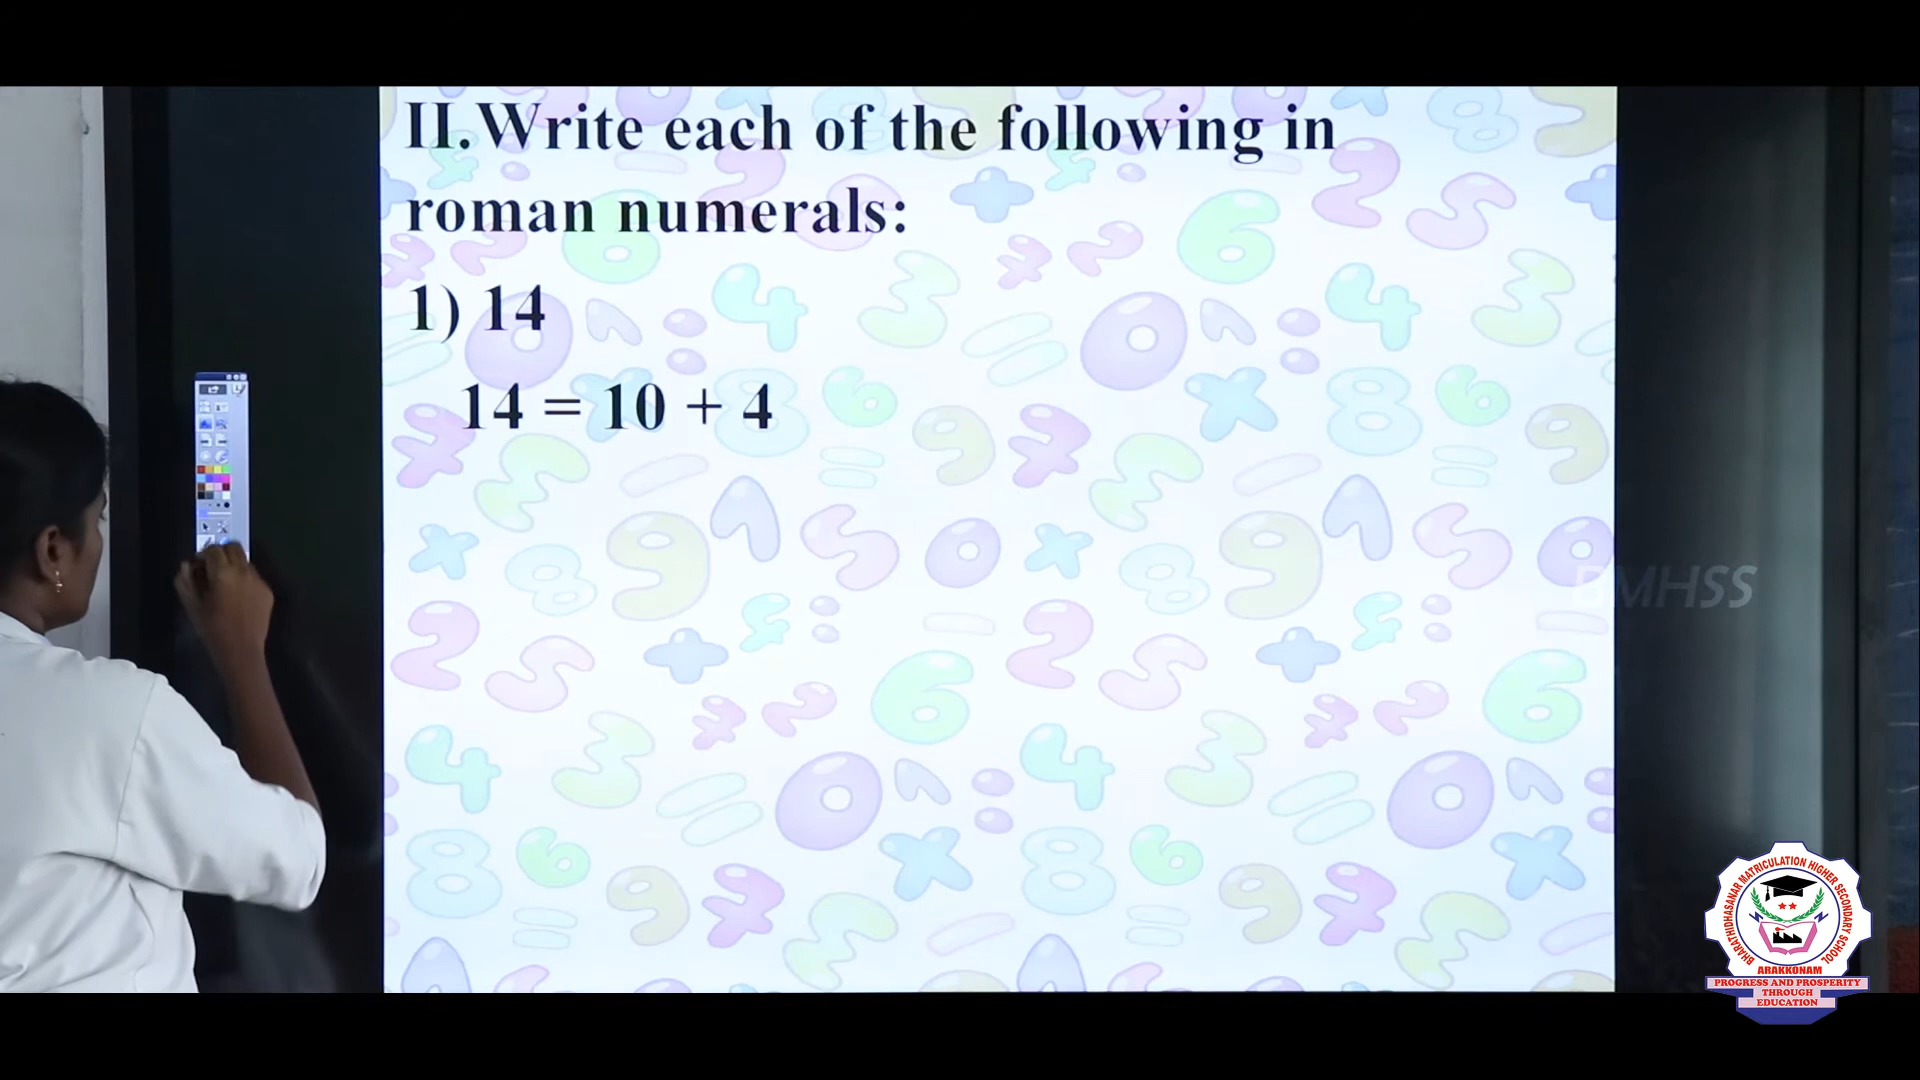 II.Write each of the following in
roman numerals:
1) 14
14 = 10 + 4
BMHSS
BHARATHIDHASANAR MATRICULATION HIGHER SECONDARY SCHOOL
ARAKKONAM
PROGRESS AND PROSPERITY
THROUGH
EDUCATION